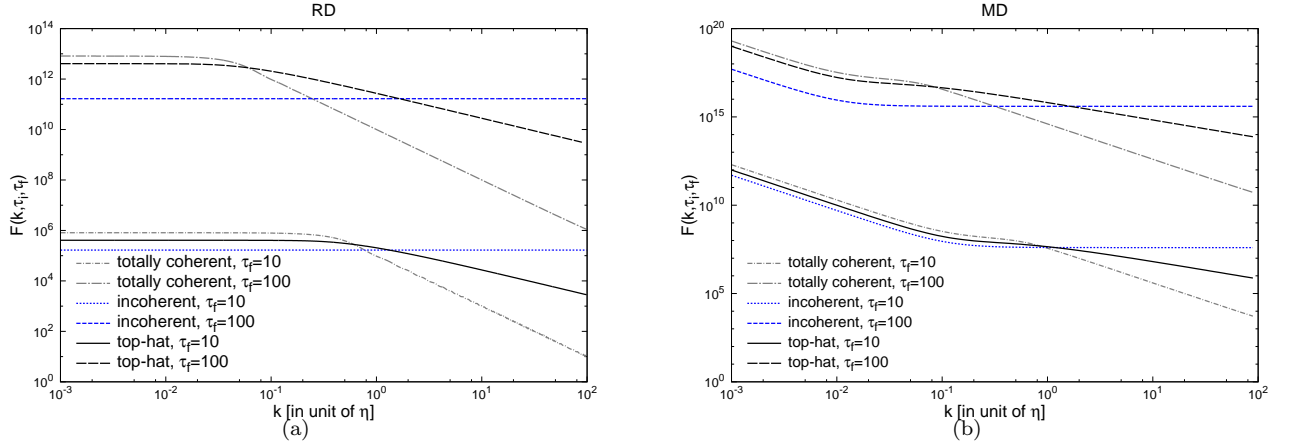 RD
F(k,τi,τf)
10^14
10^12
10^10
10^8
10^6
10^4
10^2
10^0
totally coherent, τf=10
totally coherent, τf=100
incoherent, τf=10
incoherent, τf=100
top-hat, τf=10
top-hat, τf=100
10^-3 10^-2 10^-1 10^0 10^1 10^2
k [in unit of η]
(a)
MD
F(k,τi,τf)
10^20
10^15
10^10
10^5
10^0
totally coherent, τf=10
totally coherent, τf=100
incoherent, τf=10
incoherent, τf=100
top-hat, τf=10
top-hat, τf=100
10^-3 10^-2 10^-1 10^0 10^1 10^2
k [in unit of η]
(b)